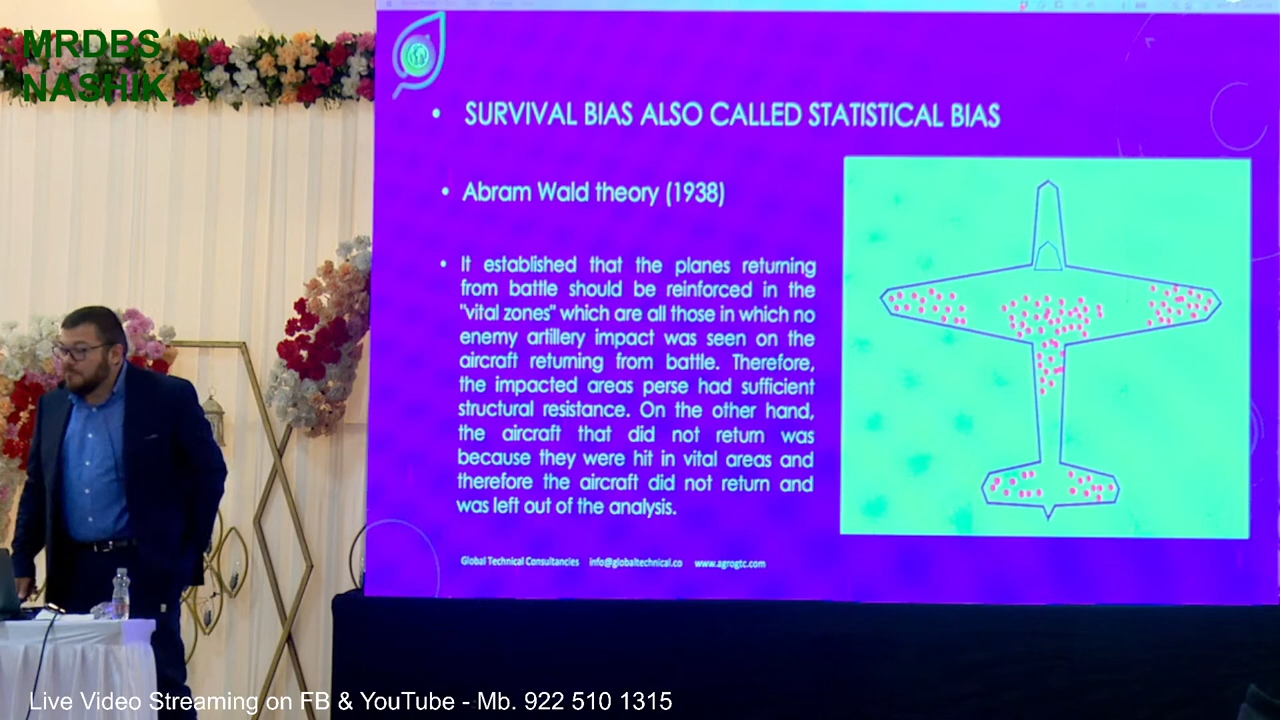 MRDBS
NASHIK
• SURVIVAL BIAS ALSO CALLED STATISTICAL BIAS
• Abram Wald theory (1938)
• It established that the planes returning
from battle should be reinforced in the
"vital zones" which are all those in which no
enemy artillery impact was seen on the
aircraft returning from battle. Therefore,
the impacted areas perse had sufficient
structural resistance. On the other hand,
the aircraft that did not return was
because they were hit in vital areas and
therefore the aircraft did not return and
was left out of the analysis.
Global Technical Consultancies info@globaltechnical.co www.agrogtc.com
Live Video Streaming on FB & YouTube - Mb. 922 510 1315